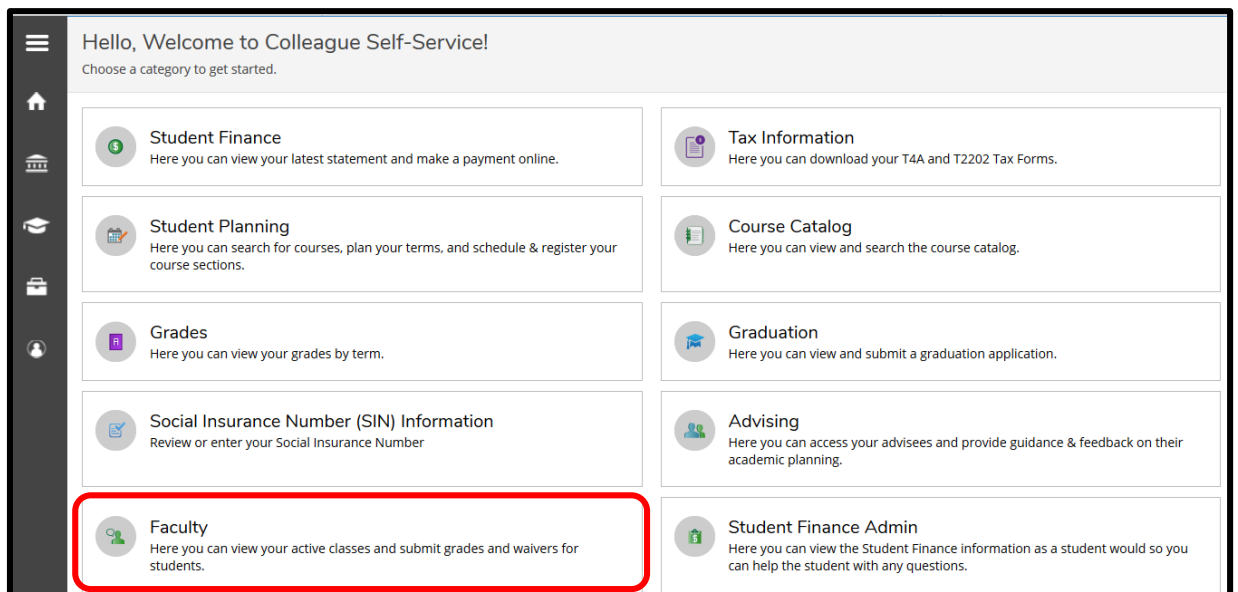 Hello, Welcome to Colleague Self-Service!
Choose a category to get started.
Student Finance
Here you can view your latest statement and make a payment online.
Tax Information
Here you can download your T4A and T2202 Tax Forms.
Student Planning
Here you can search for courses, plan your terms, and schedule & register your
course sections.
Course Catalog
Here you can view and search the course catalog.
Grades
Here you can view your grades by term.
Graduation
Here you can view and submit a graduation application.
Social Insurance Number (SIN) Information
Review or enter your Social Insurance Number
Advising
Here you can access your advisees and provide guidance & feedback on their
academic planning.
Faculty
Here you can view your active classes and submit grades and waivers for
students.
Student Finance Admin
Here you can view the Student Finance information as a student would so you
can help the student with any questions.